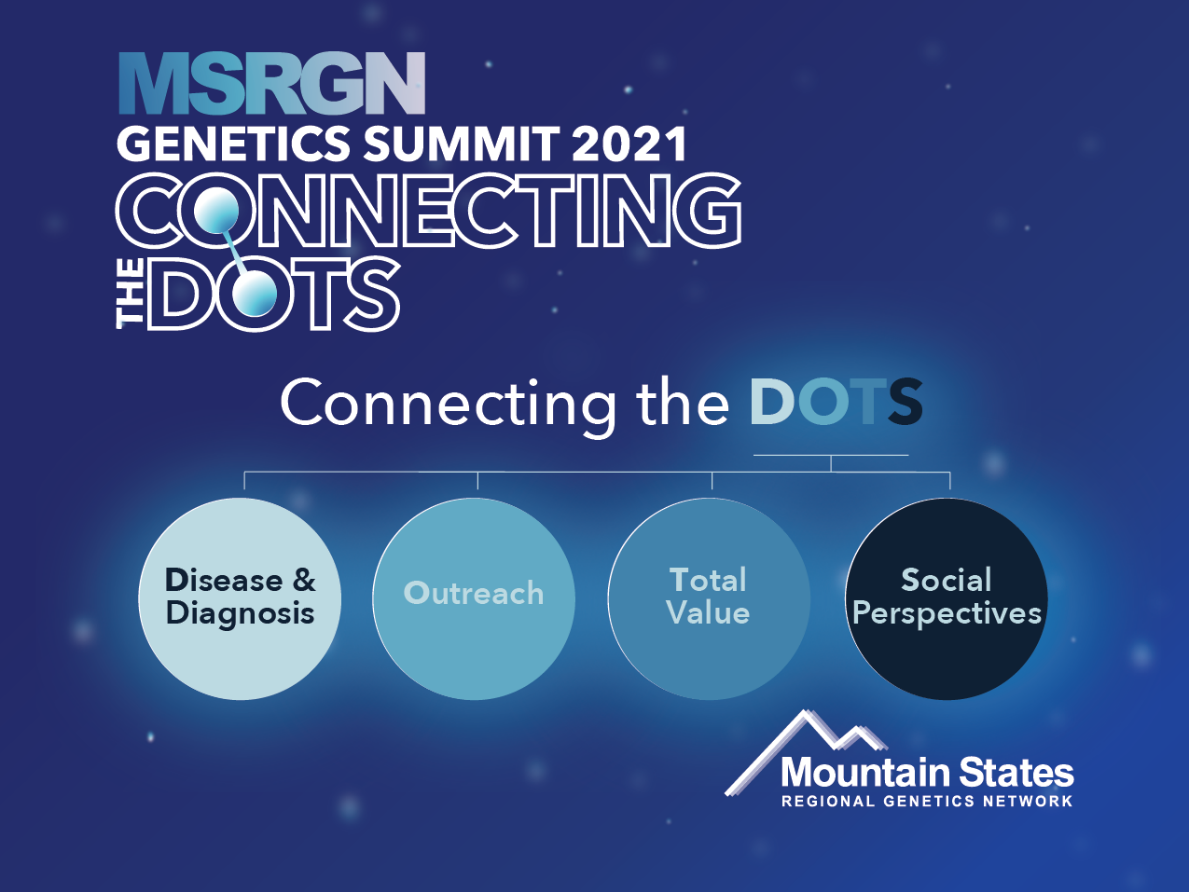 MSRGN
GENETICS SUMMIT 2021
CONNECTING
THE DOTS
Connecting the DOTS
Disease &
Diagnosis
Outreach
Total
Value
Social
Perspectives
Mountain States
REGIONAL GENETICS NETWORK